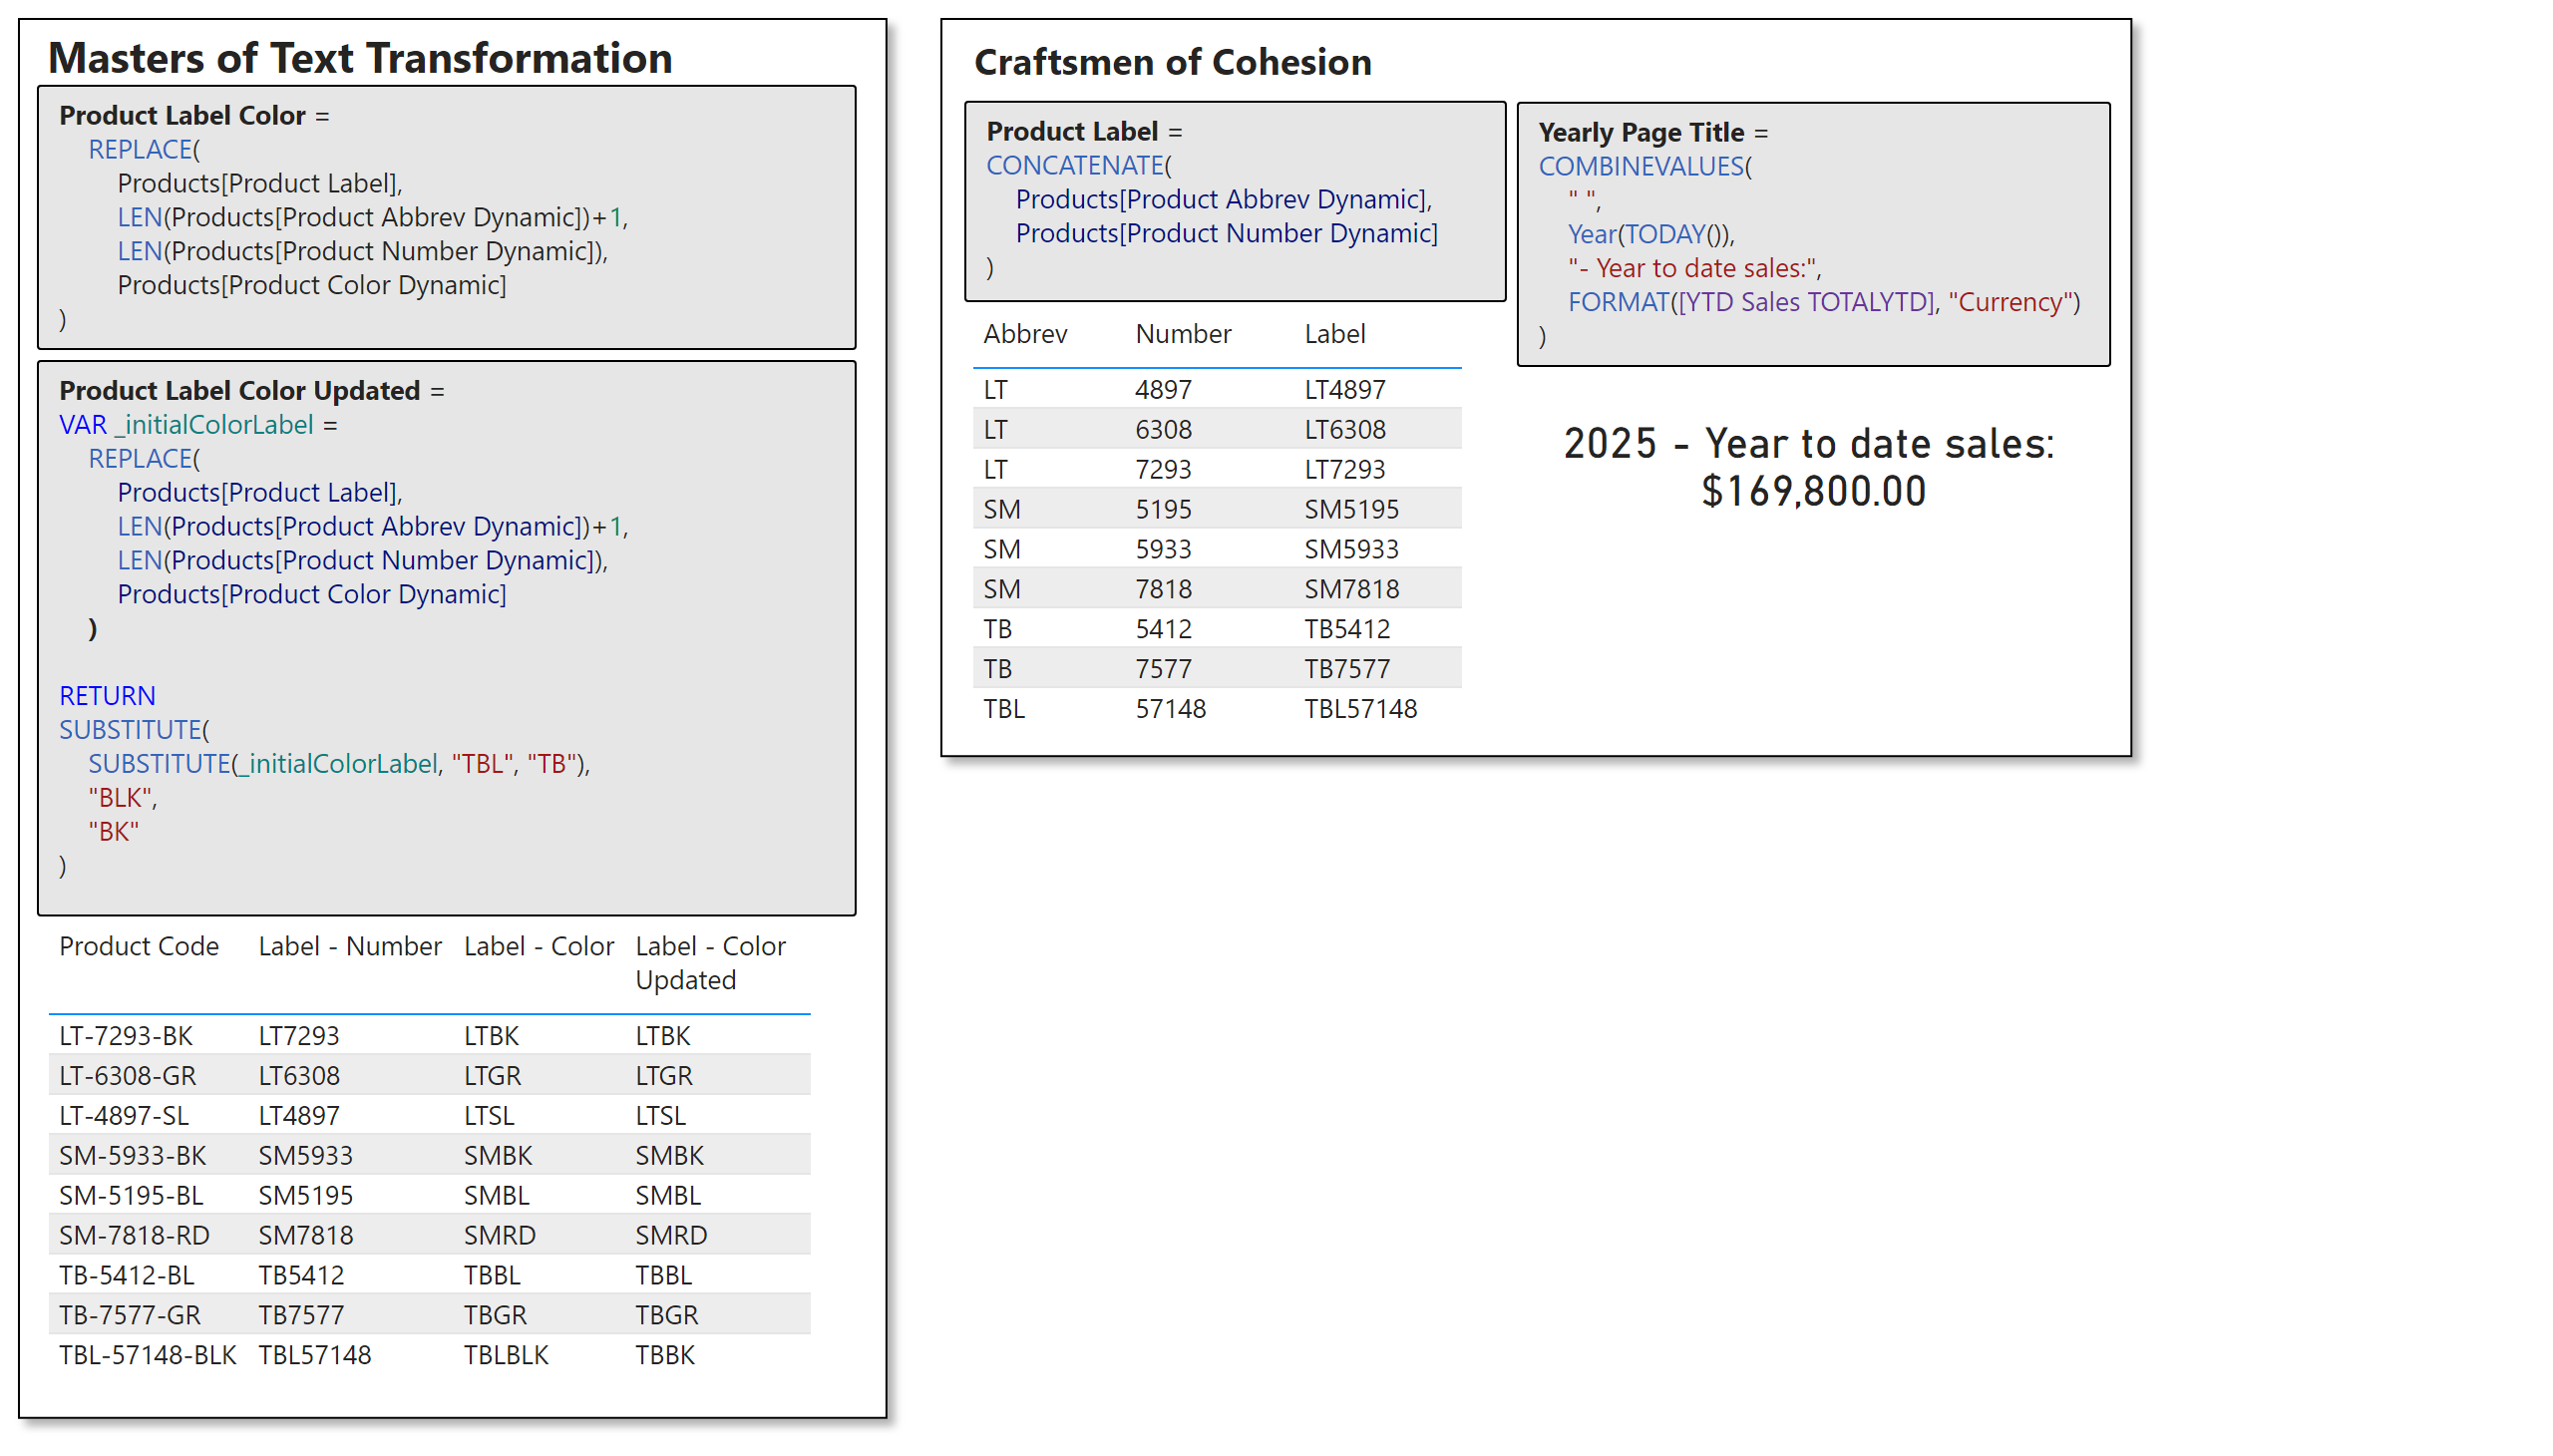 Masters of Text Transformation
Product Label Color =
REPLACE(
Products[Product Label],
LEN(Products[Product Abbrev Dynamic])+1,
LEN(Products[Product Number Dynamic]),
Products[Product Color Dynamic]
)
Product Label Color Updated =
VAR _initialColorLabel =
REPLACE(
Products[Product Label],
LEN(Products[Product Abbrev Dynamic])+1,
LEN(Products[Product Number Dynamic]),
Products[Product Color Dynamic]
)
RETURN
SUBSTITUTE(
SUBSTITUTE(_initialColorLabel, "TBL", "TB"),
"BLK",
"BK"
)
Product Code Label - Number Label - Color Label - Color
Updated
LT-7293-BK LT7293 LTBK LTBK
LT-6308-GR LT6308 LTGR LTGR
LT-4897-SL LT4897 LTSL LTSL
SM-5933-BK SM5933 SMBK SMBK
SM-5195-BL SM5195 SMBL SMBL
SM-7818-RD SM7818 SMRD SMRD
TB-5412-BL TB5412 TBBL TBBL
TB-7577-GR TB7577 TBGR TBGR
TBL-57148-BLK TBL57148 TBLBLK TBBK
Craftsmen of Cohesion
Product Label =
CONCATENATE(
Products[Product Abbrev Dynamic],
Products[Product Number Dynamic]
)
Abbrev Number Label
LT 4897 LT4897
LT 6308 LT6308
LT 7293 LT7293
SM 5195 SM5195
SM 5933 SM5933
SM 7818 SM7818
TB 5412 TB5412
TB 7577 TB7577
TBL 57148 TBL57148
Yearly Page Title =
COMBINEVALUES(
" ",
Year(TODAY()),
"- Year to date sales:",
FORMAT([YTD Sales TOTALYTD], "Currency")
)
2025 - Year to date sales:
$169,800.00